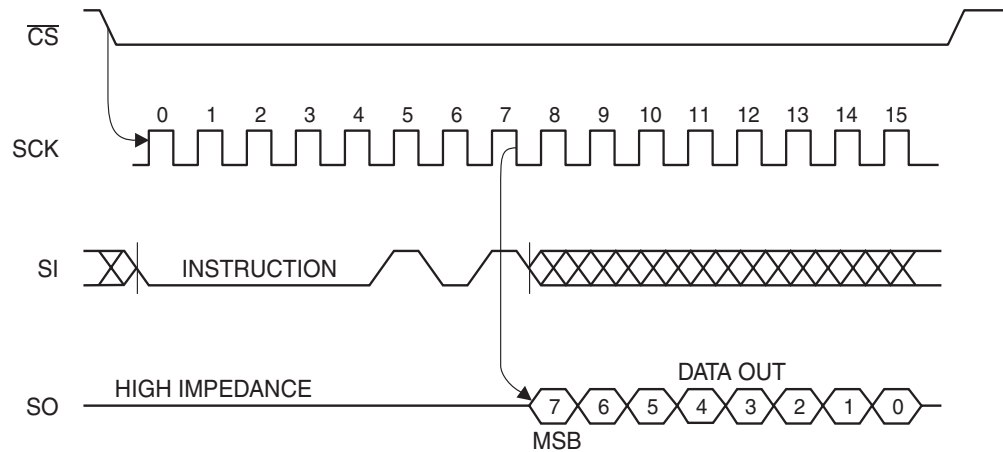 CS
0 1 2 3 4 5 6 7 8 9 10 11 12 13 14 15
SCK
SI INSTRUCTION
HIGH IMPEDANCE DATA OUT
SO 7 6 5 4 3 2 1 0
MSB